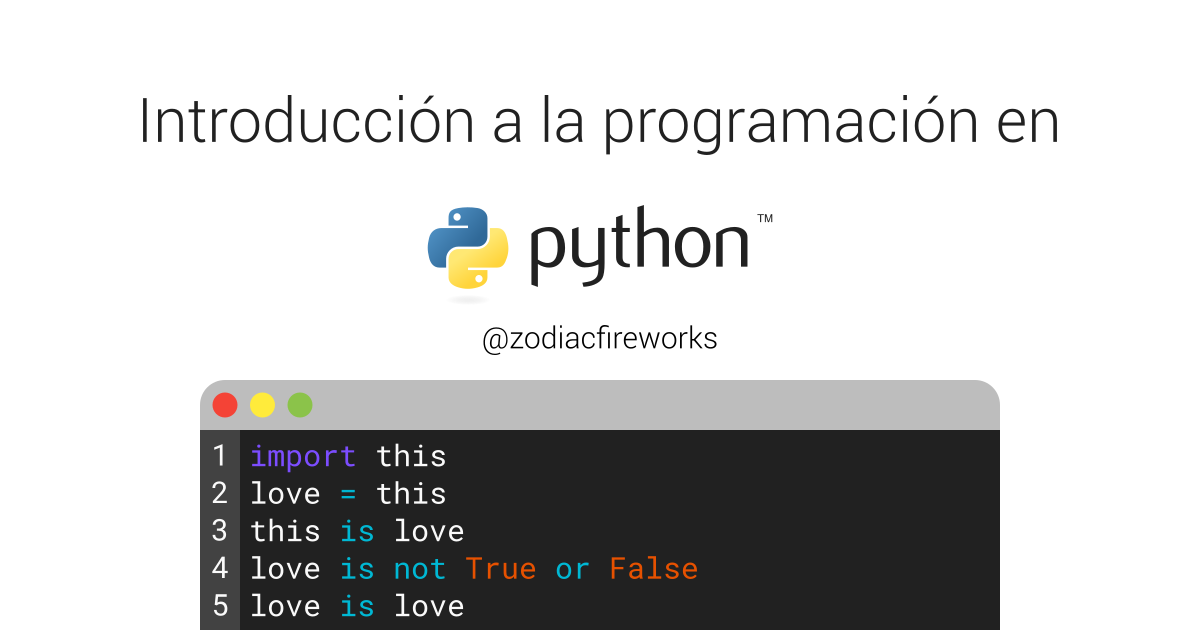 Introducción a la programación en
python™
@zodiacfireworks
1 import this
2 love = this
3 this is love
4 love is not True or False
5 love is love